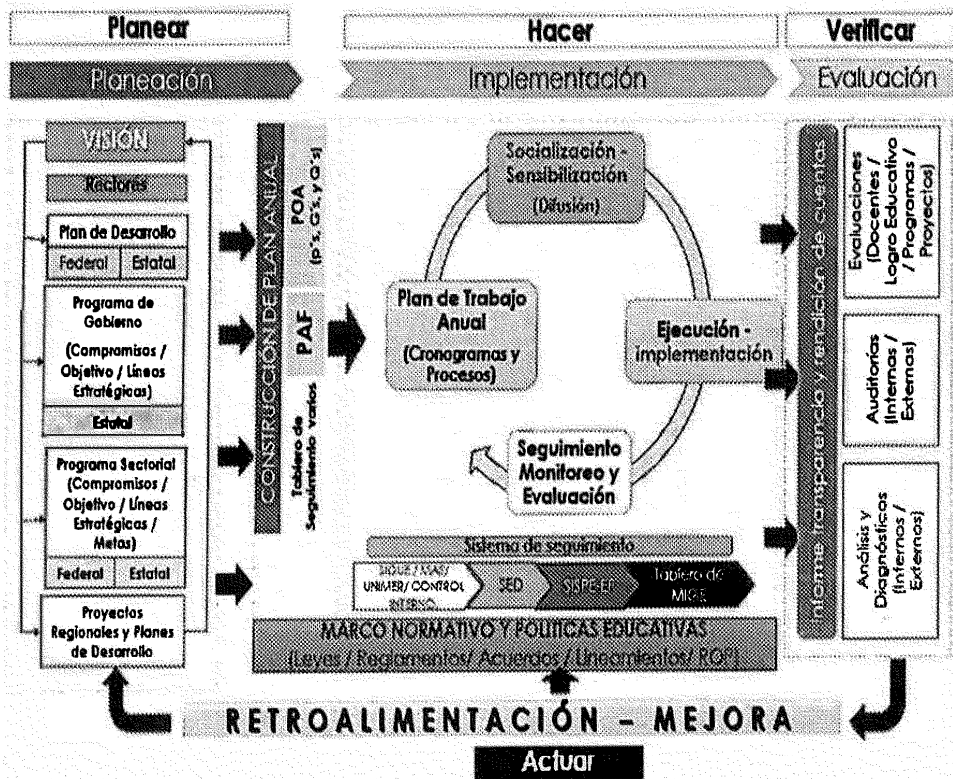 Planear
Hacer
Verificar
Planeación
Implementación
Evaluación
VISIÓN
Rectores
Plan de Desarrollo
Federal
Estatal
Programa de
Gobierno
(Compromisos /
Objetivo / Líneas
Estratégicas)
Estatal
Programa Sectorial
(Compromisos /
Objetivo / Líneas
Estratégicas /
Metas)
Federal
Estatal
Proyectos
Regionales y Planes
de Desarrollo
CONSTRUCCIÓN DE PLAN ANUAL
POA
PAF
Tablero de
Seguimiento varios
Socialización -
Sensibilización
(Difusión)
Plan de Trabajo
Anual
(Cronogramas y
Procesos)
Ejecución -
implementación
Seguimiento
Monitoreo y
Evaluación
Sistema de seguimiento
UNIMER/ CONTROL
INTERNO
SED
Tablero de
MARCO NORMATIVO Y POLÍTICAS EDUCATIVAS
(Leyes / Reglamentos/ Acuerdos / Lineamientos/ ROP)
Informe Transparencia y rendición de cuentas
Evaluaciones
(Docentes /
Logro Educativo
/ Programas /
Proyectos)
Auditorías
(Internas /
Externas)
Análisis y
Diagnósticos
(Internos /
Externos)
RETROALIMENTACIÓN – MEJORA
Actuar